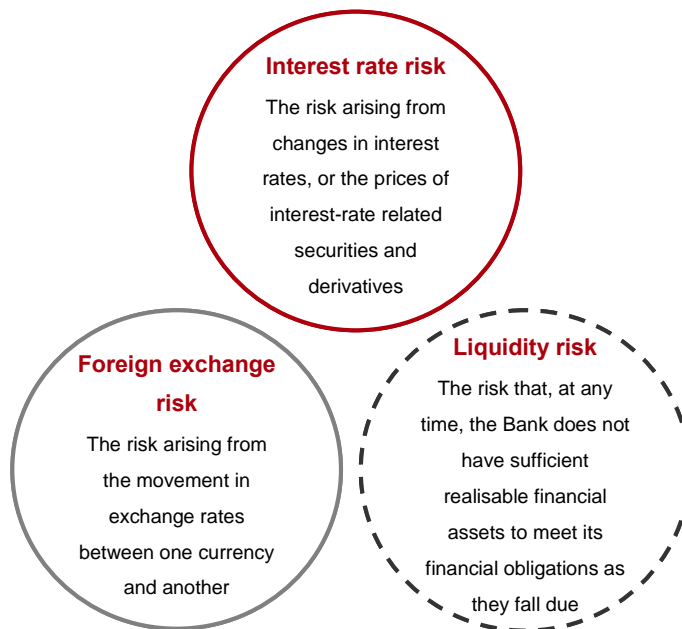 Interest rate risk
The risk arising from
changes in interest
rates, or the prices of
interest-rate related
securities and
derivatives
Foreign exchange
risk
The risk arising from
the movement in
exchange rates
between one currency
and another
Liquidity risk
The risk that, at any
time, the Bank does not
have sufficient
realisable financial
assets to meet its
financial obligations as
they fall due